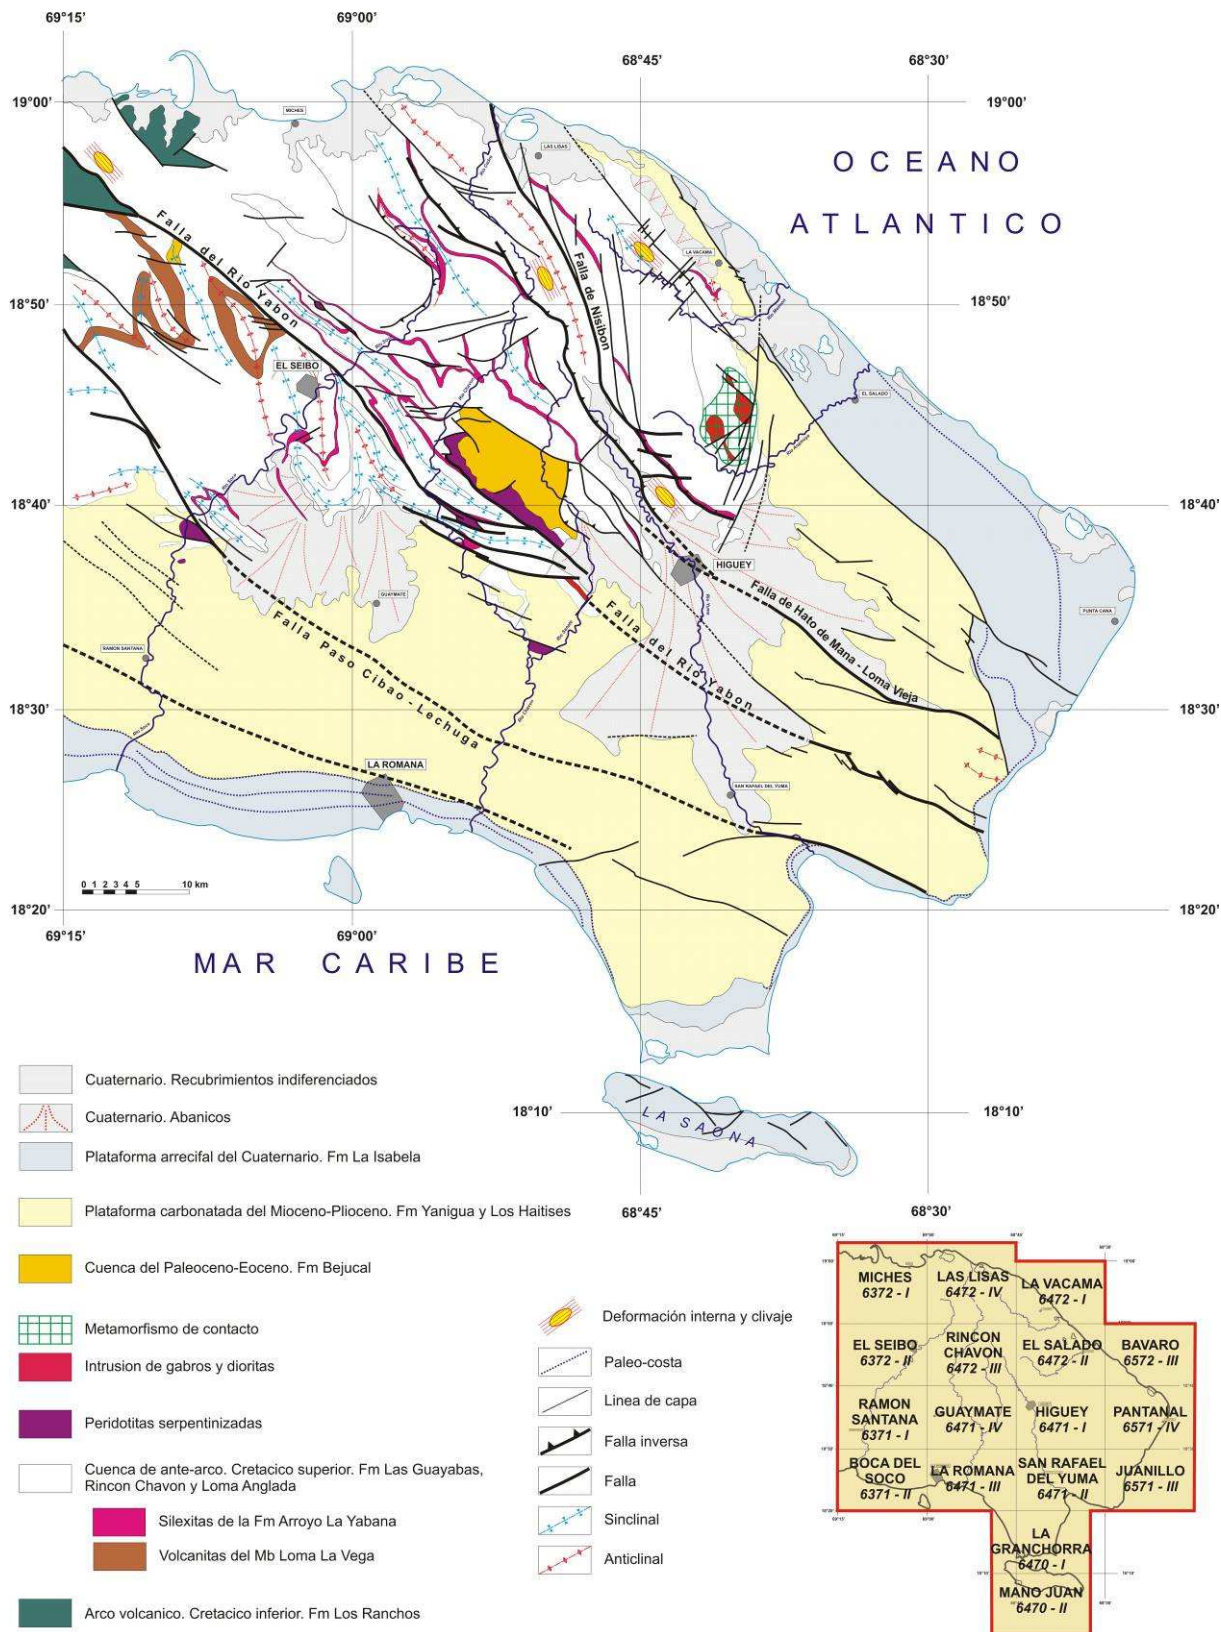 69°15'
69°00'
68°45'
68°30'
19°00'
19°00'
MICHES
LAS LISAS
OCEANO
ATLANTICO
LA VACAMA
Falla del Rio Yabon
Falla de Nisibon
18°50'
18°50'
EL SEIBO
EL SALADO
18°40'
18°40'
HIGUEY
GUAYMATE
PUNTA CANA
RAMON SANTANA
Falla Paso Cibao - Lechuga
Falla del Rio Yabon
Falla de Hato de Mana - Loma Vieja
18°30'
18°30'
LA ROMANA
SAN RAFAEL DEL YUMA
0 1 2 3 4 5 10 km
18°20'
18°20'
69°15'
69°00'
MAR CARIBE
18°10'
18°10'
LA SAONA
68°45'
68°30'
Cuaternario. Recubrimientos indiferenciados
Cuaternario. Abanicos
Plataforma arrecifal del Cuaternario. Fm La Isabela
Plataforma carbonatada del Mioceno-Plioceno. Fm Yanigua y Los Haitises
Cuenca del Paleoceno-Eoceno. Fm Bejucal
Metamorfismo de contacto
Intrusion de gabros y dioritas
Peridotitas serpentinizadas
Cuenca de ante-arco. Cretacico superior. Fm Las Guayabas,
Rincon Chavon y Loma Anglada
Silexitas de la Fm Arroyo La Yabana
Volcanitas del Mb Loma La Vega
Arco volcanico. Cretacico inferior. Fm Los Ranchos
Deformación interna y clivaje
Paleo-costa
Linea de capa
Falla inversa
Falla
Sinclinal
Anticlinal
MICHES
6372 - I
LAS LISAS
6472 - IV
LA VACAMA
6472 - I
EL SEIBO
6372 - II
RINCON
CHAVON
6472 - III
EL SALADO
6472 - II
BAVARO
6572 - III
RAMON
SANTANA
6371 - I
GUAYMATE
6471 - IV
HIGUEY
6471 - I
PANTANAL
6571 - IV
BOCA DEL
SOCO
6371 - II
LA ROMANA
6471 - III
SAN RAFAEL
DEL YUMA
6471 - II
JUANILLO
6571 - III
LA
GRANCHORRA
6470 - I
MANO JUAN
6470 - II